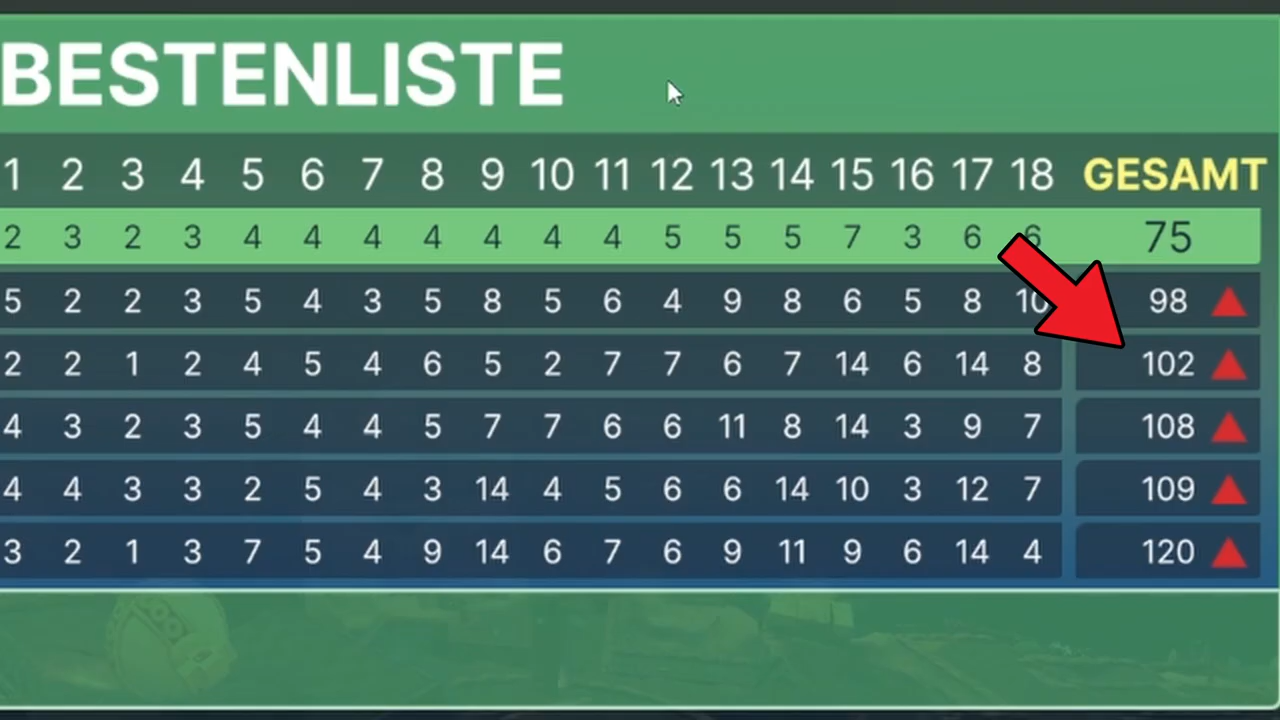 BESTENLISTE
1 2 3 4 5 6 7 8 9 10 11 12 13 14 15 16 17 18 GESAMT
2 3 2 3 4 4 4 4 4 4 4 5 5 5 7 3 6 6 75
5 2 2 3 5 4 3 5 8 5 6 4 9 8 6 5 8 10 98
2 2 1 2 4 5 4 6 5 2 7 7 6 7 14 6 14 8 102
4 3 2 3 5 4 4 5 7 7 6 6 11 8 14 3 9 7 108
4 4 3 3 2 5 4 3 14 4 5 6 6 14 10 3 12 7 109
3 2 1 3 7 5 4 9 14 6 7 6 9 11 9 6 14 4 120